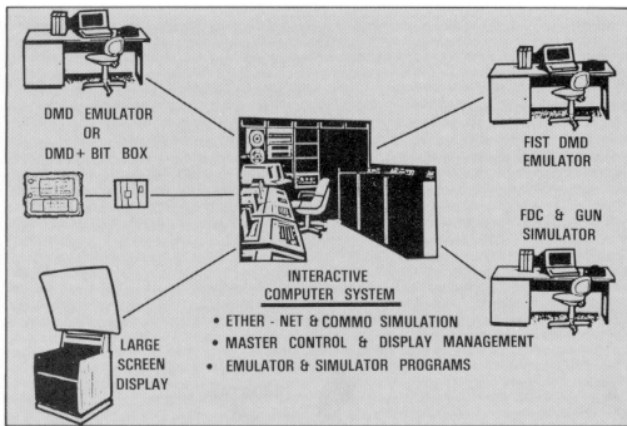 DMD EMULATOR
OR
DMD + BIT BOX
FIST DMD
EMULATOR
FDC & GUN
SIMULATOR
LARGE
SCREEN
DISPLAY
INTERACTIVE
COMPUTER SYSTEM
• ETHER - NET & COMMO SIMULATION
• MASTER CONTROL & DISPLAY MANAGEMENT
• EMULATOR & SIMULATOR PROGRAMS